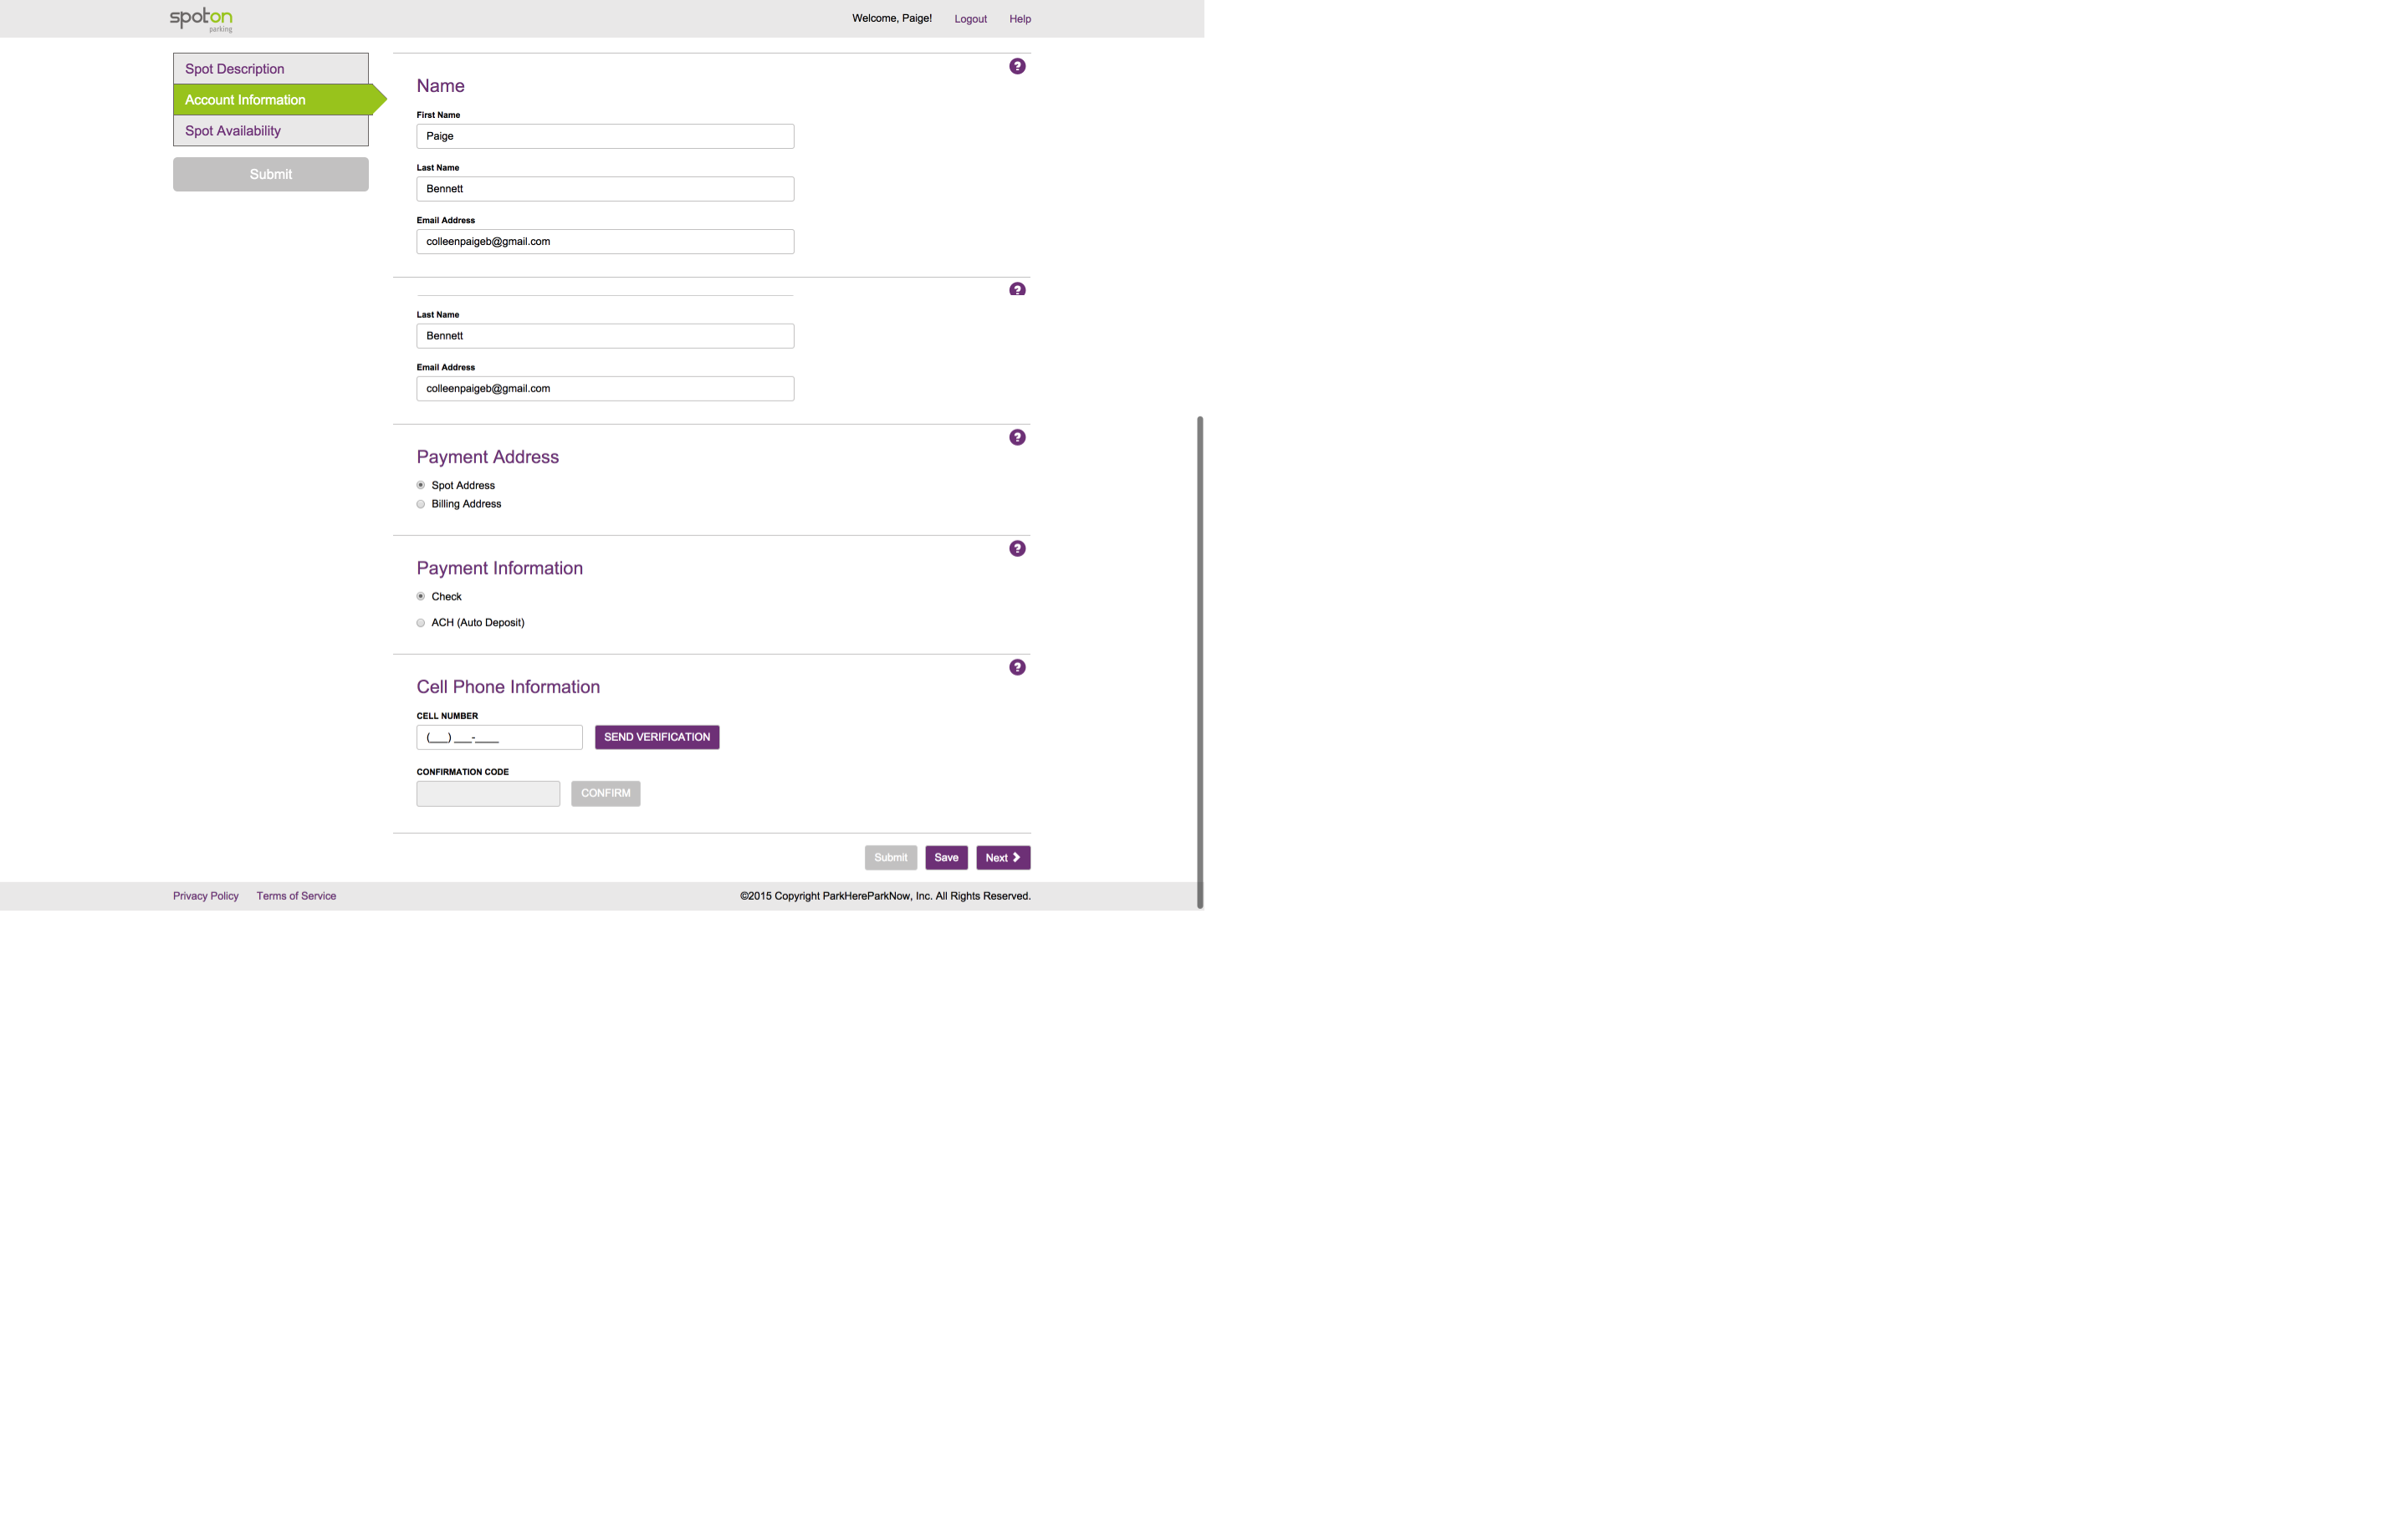 spoton
parking
Welcome, Paige! Logout Help
Spot Description
Account Information
Spot Availability
Submit
?
Name
First Name
Paige
Last Name
Bennett
Email Address
colleenpaigeb@gmail.com
?
Last Name
Bennett
Email Address
colleenpaigeb@gmail.com
?
Payment Address
Spot Address
Billing Address
?
Payment Information
Check
ACH (Auto Deposit)
?
Cell Phone Information
CELL NUMBER
(___) ___-____ SEND VERIFICATION
CONFIRMATION CODE
CONFIRM
Submit Save Next
Privacy Policy Terms of Service ©2015 Copyright ParkHereParkNow, Inc. All Rights Reserved.